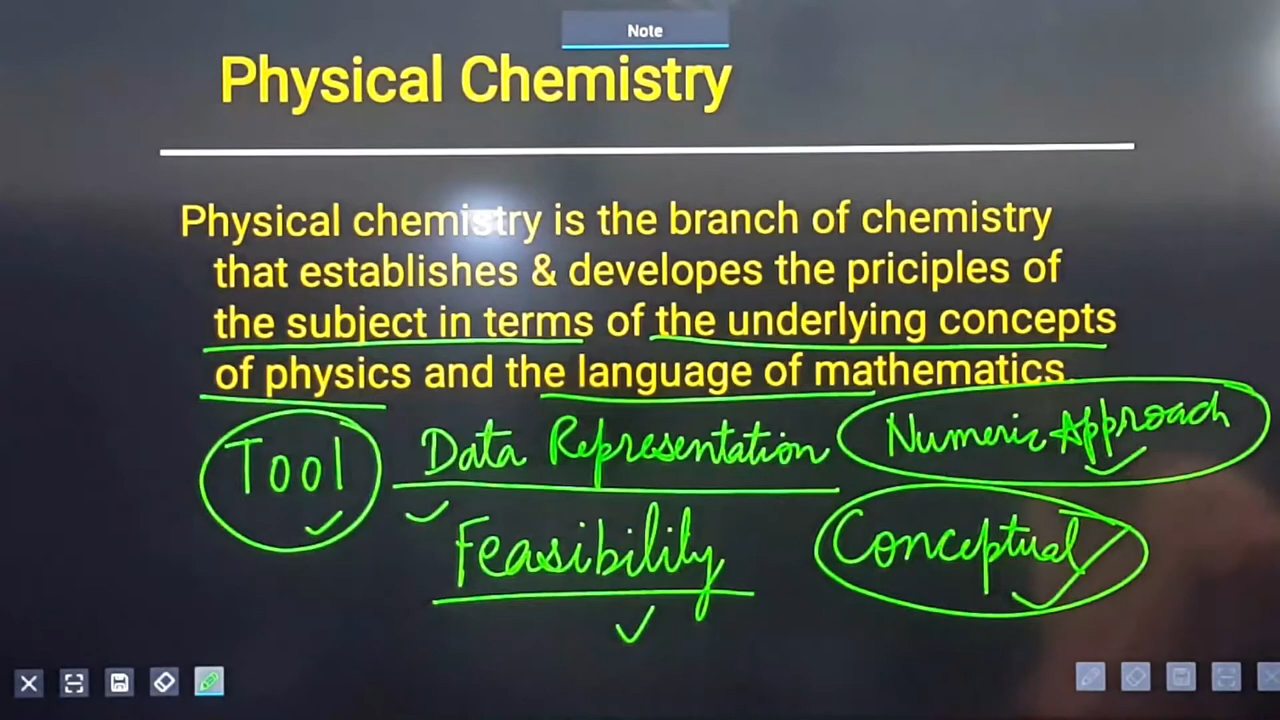 Note
Physical Chemistry
Physical chemistry is the branch of chemistry
that establishes & developes the priciples of
the subject in terms of the underlying concepts
of physics and the language of mathematics.
Tool Data Representation Numeric Approach
Feasibility Conceptual